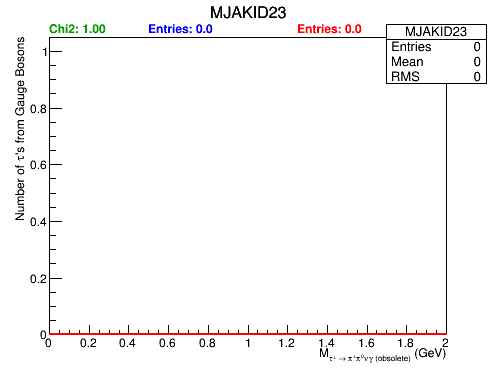 MJAKID23
Chi2: 1.00 Entries: 0.0 Entries: 0.0
MJAKID23
Entries 0
Mean 0
RMS 0
Number of τ's from Gauge Bosons
1
0.8
0.6
0.4
0.2
0
0 0.2 0.4 0.6 0.8 1 1.2 1.4 1.6 1.8 2
M τ⁺ → π⁺π⁰νγ (obsolete) (GeV)